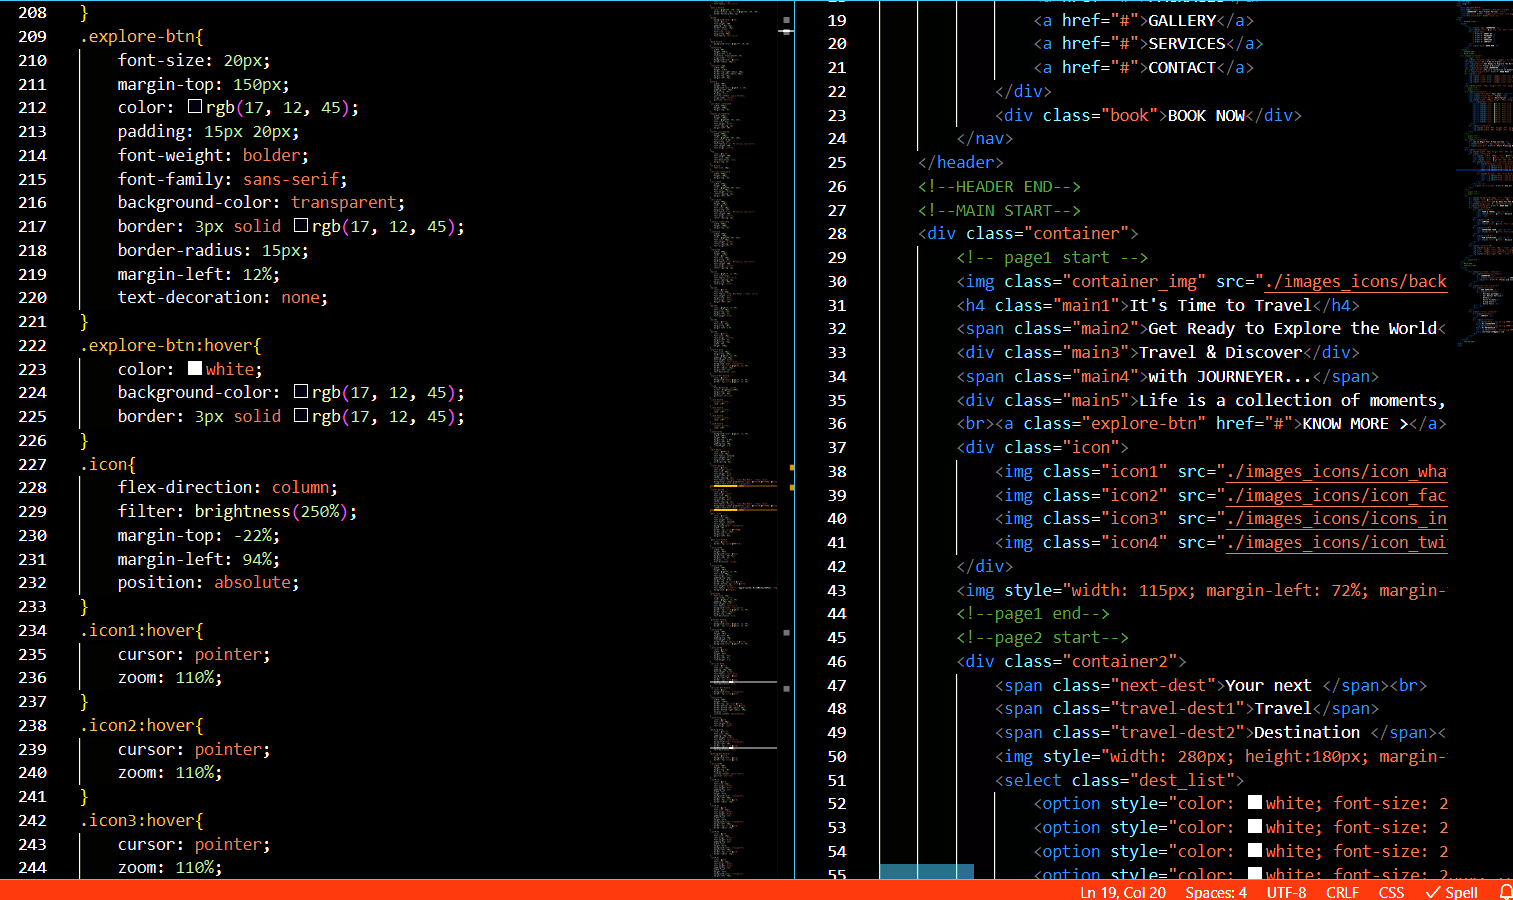 208 }
209 .explore-btn{
210 font-size: 20px;
211 margin-top: 150px;
212 color: rgb(17, 12, 45);
213 padding: 15px 20px;
214 font-weight: bolder;
215 font-family: sans-serif;
216 background-color: transparent;
217 border: 3px solid rgb(17, 12, 45);
218 border-radius: 15px;
219 margin-left: 12%;
220 text-decoration: none;
221 }
222 .explore-btn:hover{
223 color: white;
224 background-color: rgb(17, 12, 45);
225 border: 3px solid rgb(17, 12, 45);
226 }
227 .icon{
228 flex-direction: column;
229 filter: brightness(250%);
230 margin-top: -22%;
231 margin-left: 94%;
232 position: absolute;
233 }
234 .icon1:hover{
235 cursor: pointer;
236 zoom: 110%;
237 }
238 .icon2:hover{
239 cursor: pointer;
240 zoom: 110%;
241 }
242 .icon3:hover{
243 cursor: pointer;
244 zoom: 110%;
19 <a href="#">GALLERY</a>
20 <a href="#">SERVICES</a>
21 <a href="#">CONTACT</a>
22 </div>
23 <div class="book">BOOK NOW</div>
24 </nav>
25 </header>
26 <!--HEADER END-->
27 <!--MAIN START-->
28 <div class="container">
29 <!-- page1 start -->
30 <img class="container_img" src="./images_icons/back
31 <h4 class="main1">It's Time to Travel</h4>
32 <span class="main2">Get Ready to Explore the World<
33 <div class="main3">Travel & Discover</div>
34 <span class="main4">with JOURNEYER...</span>
35 <div class="main5">Life is a collection of moments,
36 <br><a class="explore-btn" href="#">KNOW MORE ></a>
37 <div class="icon">
38 <img class="icon1" src="./images_icons/icon_wha
39 <img class="icon2" src="./images_icons/icon_fac
40 <img class="icon3" src="./images_icons/icons_in
41 <img class="icon4" src="./images_icons/icon_twi
42 </div>
43 <img style="width: 115px; margin-left: 72%; margin-
44 <!--page1 end-->
45 <!--page2 start-->
46 <div class="container2">
47 <span class="next-dest">Your next </span><br>
48 <span class="travel-dest1">Travel</span>
49 <span class="travel-dest2">Destination </span><
50 <img style="width: 280px; height:180px; margin-
51 <select class="dest_list">
52 <option style="color: white; font-size: 2
53 <option style="color: white; font-size: 2
54 <option style="color: white; font-size: 2
55 <option style="color: white; font-size: 2
Ln 19, Col 20 Spaces: 4 UTF-8 CRLF CSS ✓ Spell